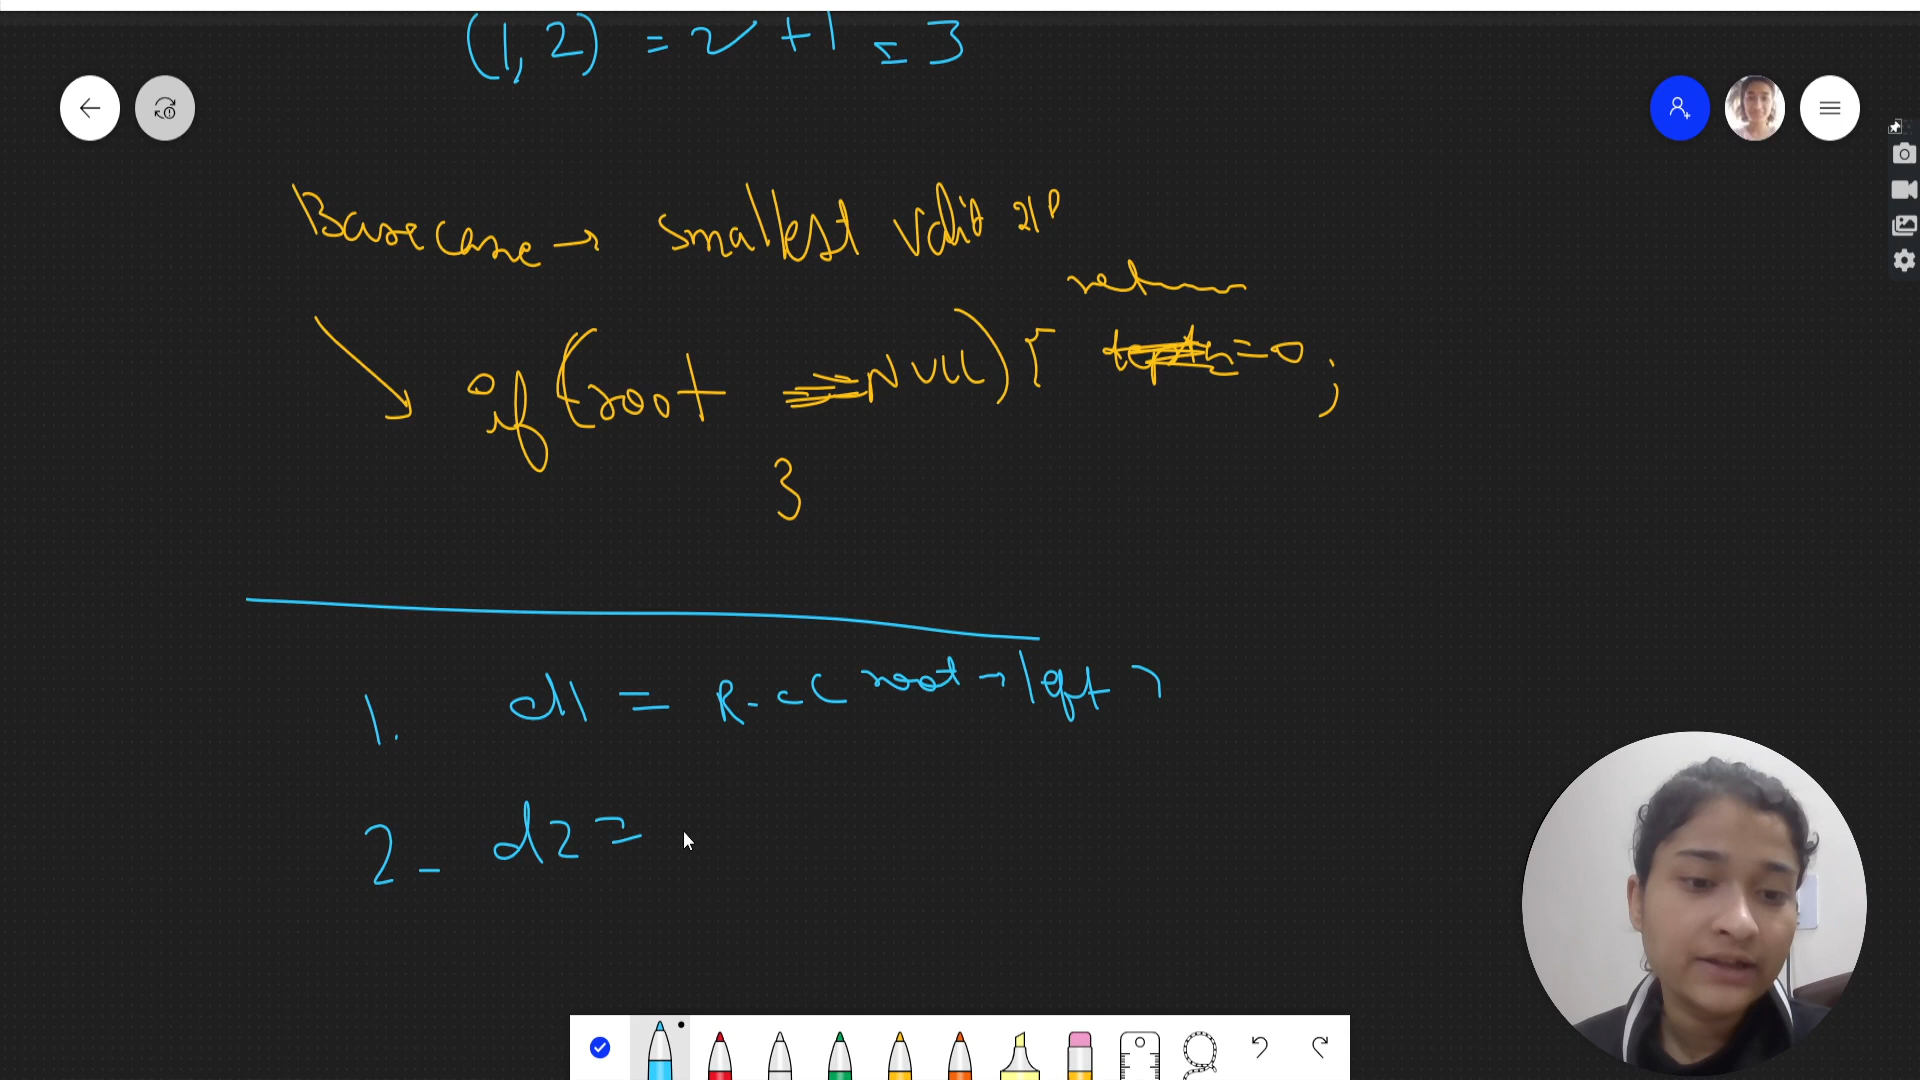 (1,2) = 2 + 1 = 3
Base case → smallest valid I/P
return
if (root == NULL) { depth = 0 ;
}
1. d1 = Rec(root → left)
2 - d2 =